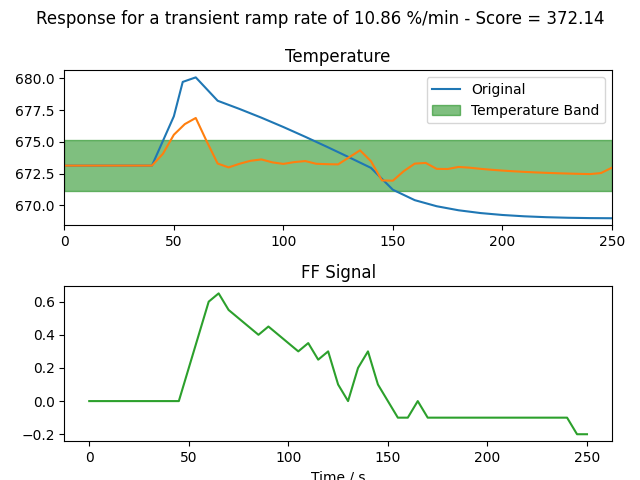 Response for a transient ramp rate of 10.86 %/min - Score = 372.14
Temperature
680.0
677.5
675.0
672.5
670.0
Original
Temperature Band
0 50 100 150 200 250
FF Signal
0.6
0.4
0.2
0.0
−0.2
0 50 100 150 200 250
Time / s